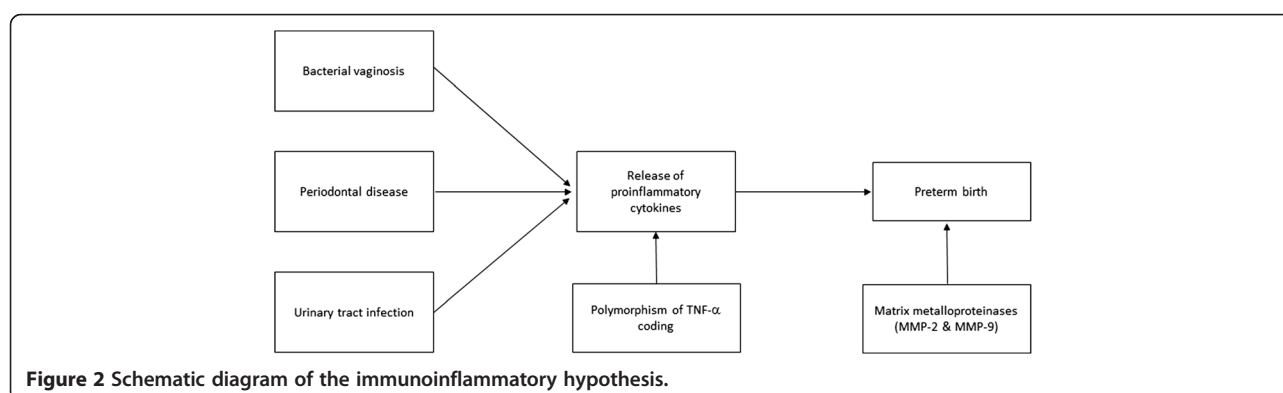 Bacterial vaginosis
Periodontal disease
Urinary tract infection
Release of
proinflammatory
cytokines
Polymorphism of TNF-α
coding
Preterm birth
Matrix metalloproteinases
(MMP-2 & MMP-9)
Figure 2 Schematic diagram of the immunoinflammatory hypothesis.